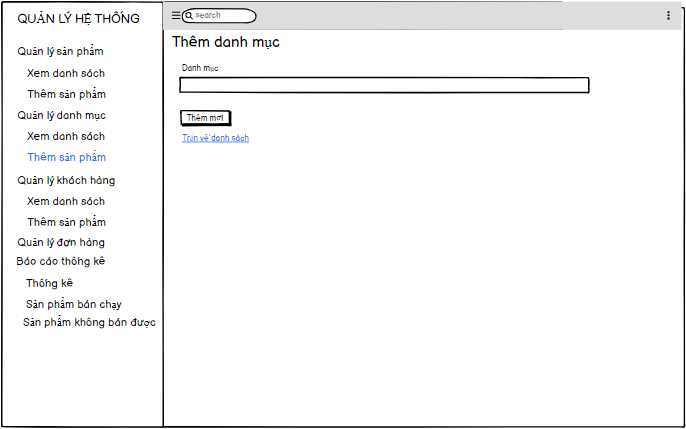 QUẢN LÝ HỆ THỐNG
Quản lý sản phẩm
Xem danh sách
Thêm sản phẩm
Quản lý danh mục
Xem danh sách
Thêm sản phẩm
Quản lý khách hàng
Xem danh sách
Thêm sản phẩm
Quản lý đơn hàng
Báo cáo thông kê
Thông kê
Sản phẩm bán chạy
Sản phẩm không bán được
search
Thêm danh mục
Danh mục
Thêm mới
Trản về danh sách